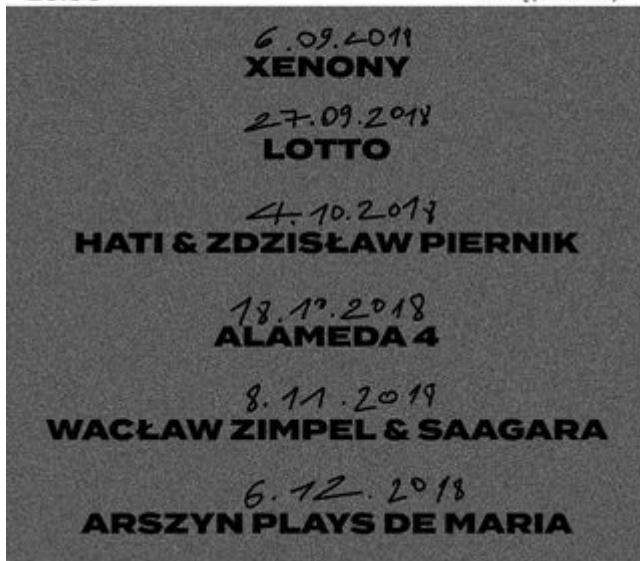 6.09.2018
XENONY
27.09.2018
LOTTO
4.10.2018
HATI & ZDZISŁAW PIERNIK
18.10.2018
ALAMEDA 4
8.11.2018
WACŁAW ZIMPEL & SAAGARA
6.12.2018
ARSZYN PLAYS DE MARIA